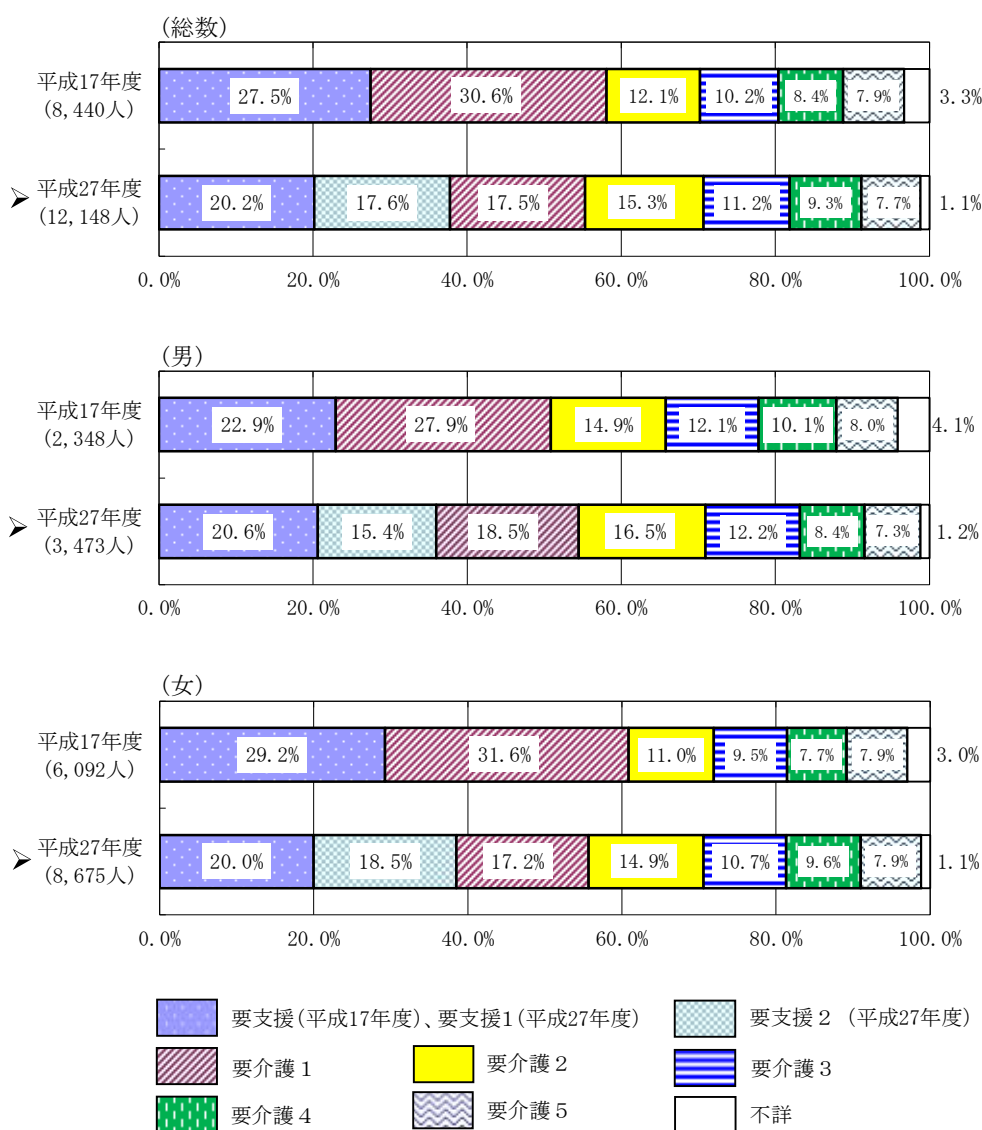 (総数)
平成17年度
(8,440人)
27.5% 30.6% 12.1% 10.2% 8.4% 7.9% 3.3%
➢ 平成27年度
(12,148人)
20.2% 17.6% 17.5% 15.3% 11.2% 9.3% 7.7% 1.1%
0.0% 20.0% 40.0% 60.0% 80.0% 100.0%
(男)
平成17年度
(2,348人)
22.9% 27.9% 14.9% 12.1% 10.1% 8.0% 4.1%
➢ 平成27年度
(3,473人)
20.6% 15.4% 18.5% 16.5% 12.2% 8.4% 7.3% 1.2%
0.0% 20.0% 40.0% 60.0% 80.0% 100.0%
(女)
平成17年度
(6,092人)
29.2% 31.6% 11.0% 9.5% 7.7% 7.9% 3.0%
➢ 平成27年度
(8,675人)
20.0% 18.5% 17.2% 14.9% 10.7% 9.6% 7.9% 1.1%
0.0% 20.0% 40.0% 60.0% 80.0% 100.0%
要支援(平成17年度)、要支援1(平成27年度) 要支援２ (平成27年度)
要介護１ 要介護２ 要介護３
要介護４ 要介護５ 不詳